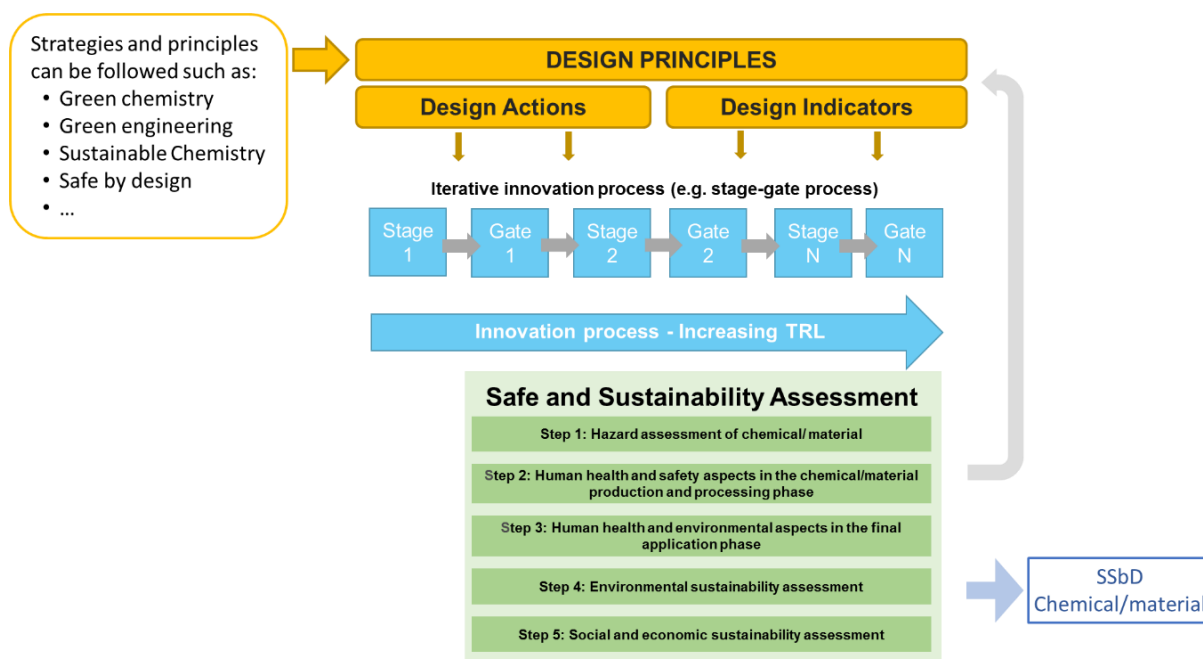 Strategies and principles
can be followed such as:
• Green chemistry
• Green engineering
• Sustainable Chemistry
• Safe by design
• ...
DESIGN PRINCIPLES
Design Actions
Design Indicators
Iterative innovation process (e.g. stage-gate process)
Stage
1
Gate
1
Stage
2
Gate
2
Stage
N
Gate
N
Innovation process - Increasing TRL
Safe and Sustainability Assessment
Step 1: Hazard assessment of chemical/ material
Step 2: Human health and safety aspects in the chemical/material
production and processing phase
Step 3: Human health and environmental aspects in the final
application phase
Step 4: Environmental sustainability assessment
Step 5: Social and economic sustainability assessment
SSbD
Chemical/material